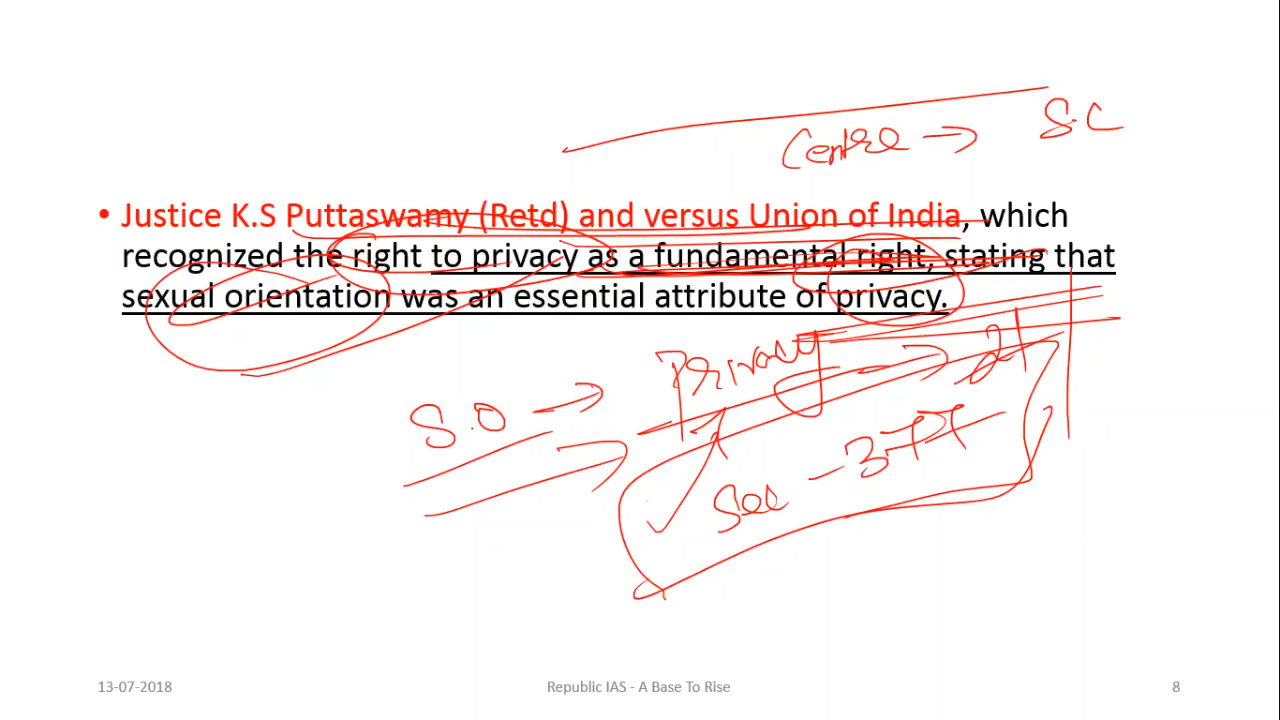 Centre → S.C
• Justice K.S Puttaswamy (Retd) and versus Union of India, which
recognized the right to privacy as a fundamental right, stating that
sexual orientation was an essential attribute of privacy.
S.O → Privacy → 21
Sec - 377
13-07-2018 Republic IAS - A Base To Rise 8